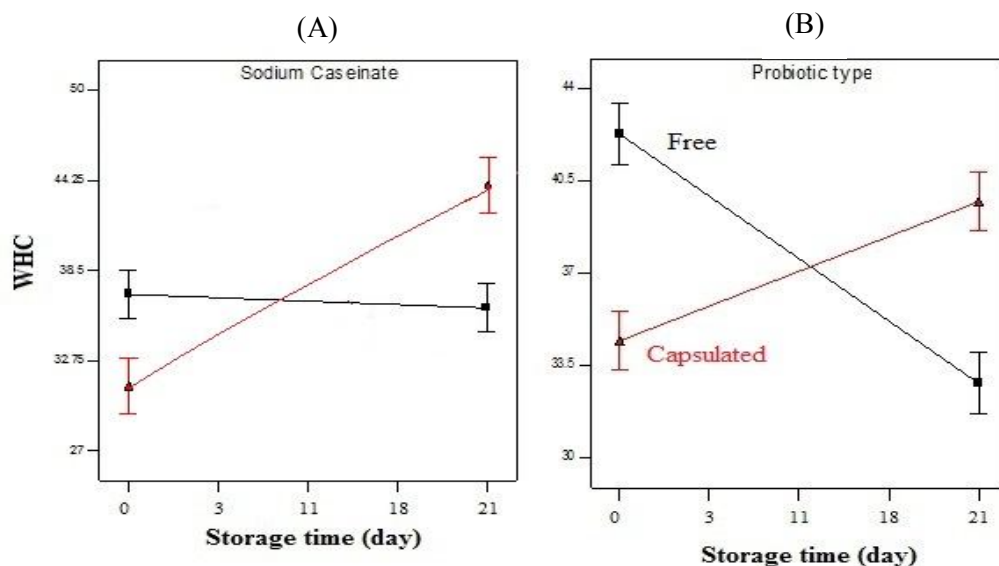 (A)
Sodium Caseinate
WHC
50
44.25
38.5
32.75
27
0 3 11 18 21
Storage time (day)
(B)
Probiotic type
44
40.5
37
33.5
30
Free
Capsulated
0 3 11 18 21
Storage time (day)